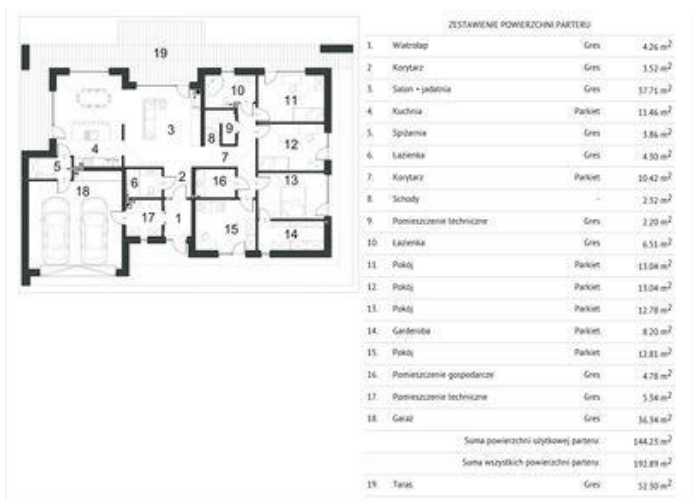 19
10
11
3
9
8
12
4
7
5
2
13
18
6
16
17
1
15
14
ZESTAWIENIE POWIERZCHNI PARTERU
1. Wiatrołap Gres 4.26 m²
2 Korytarz Gres 3.52 m²
3. Salon + jadalnia Gres 37.71 m²
4. Kuchnia Parkiet 11.46 m²
5. Spiżarnia Gres 3.86 m²
6. Łazienka Gres 4.30 m²
7. Korytarz Parkiet 10.42 m²
8. Schody - 2.52 m²
9. Pomieszczenie techniczne Gres 2.20 m²
10 Łazienka Gres 6.51 m²
11. Pokój Parkiet 13.04 m²
12. Pokój Parkiet 13.04 m²
13. Pokój Parkiet 12.78 m²
14. Garderoba Parkiet 8.20 m²
15. Pokój Parkiet 12.81 m²
16. Pomieszczenie gospodarcze Gres 4.78 m²
17. Pomieszczenie techniczne Gres 5.34 m²
18. Garaż Gres 36.34 m²
Suma powierzchni użytkowej parteru: 144.23 m²
Suma wszystkich powierzchni parteru: 192.89 m²
19. Taras Gres 52.50 m²